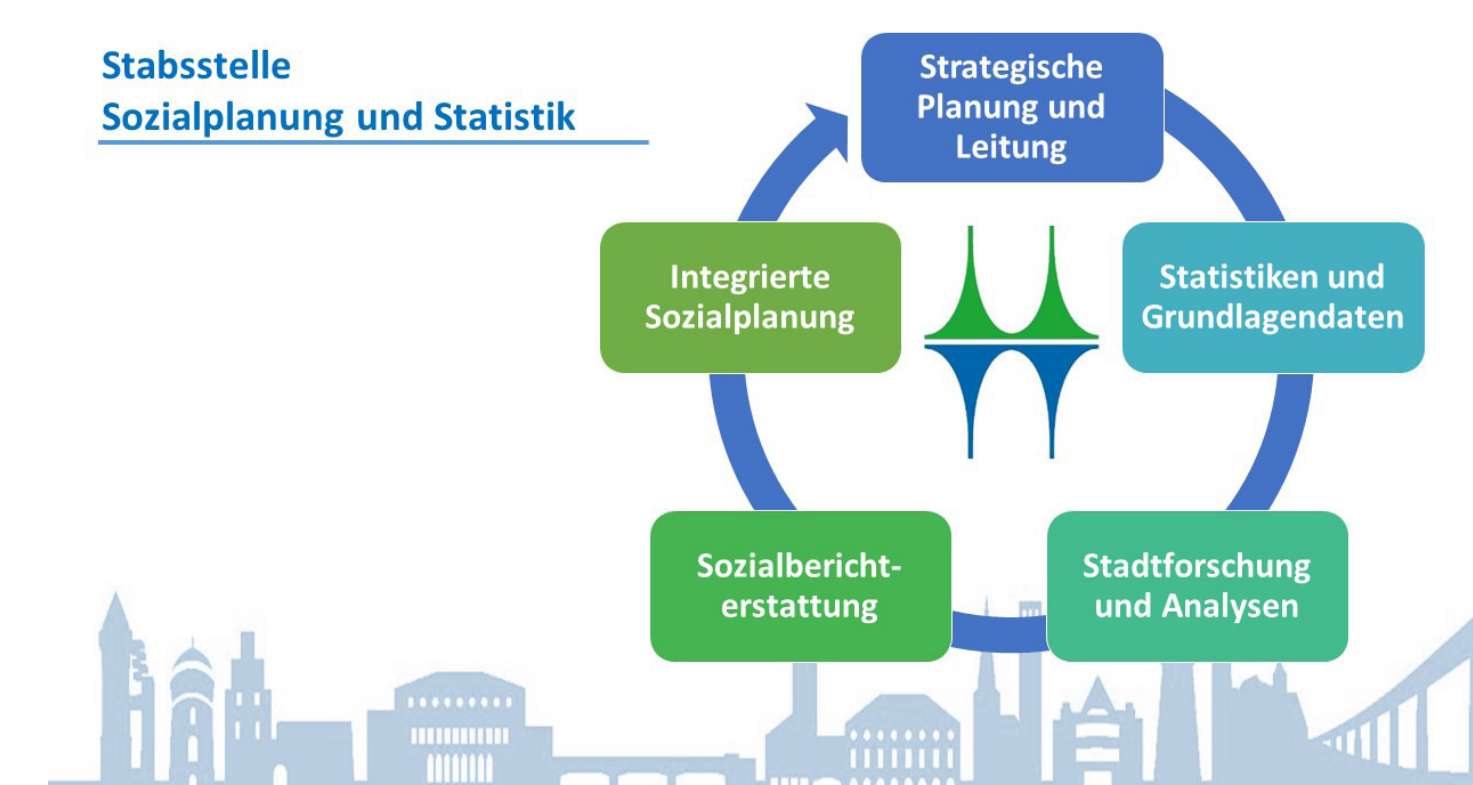 Stabsstelle
Sozialplanung und Statistik
Strategische
Planung und
Leitung
Statistiken und
Grundlagendaten
Stadtforschung
und Analysen
Sozialbericht-
erstattung
Integrierte
Sozialplanung